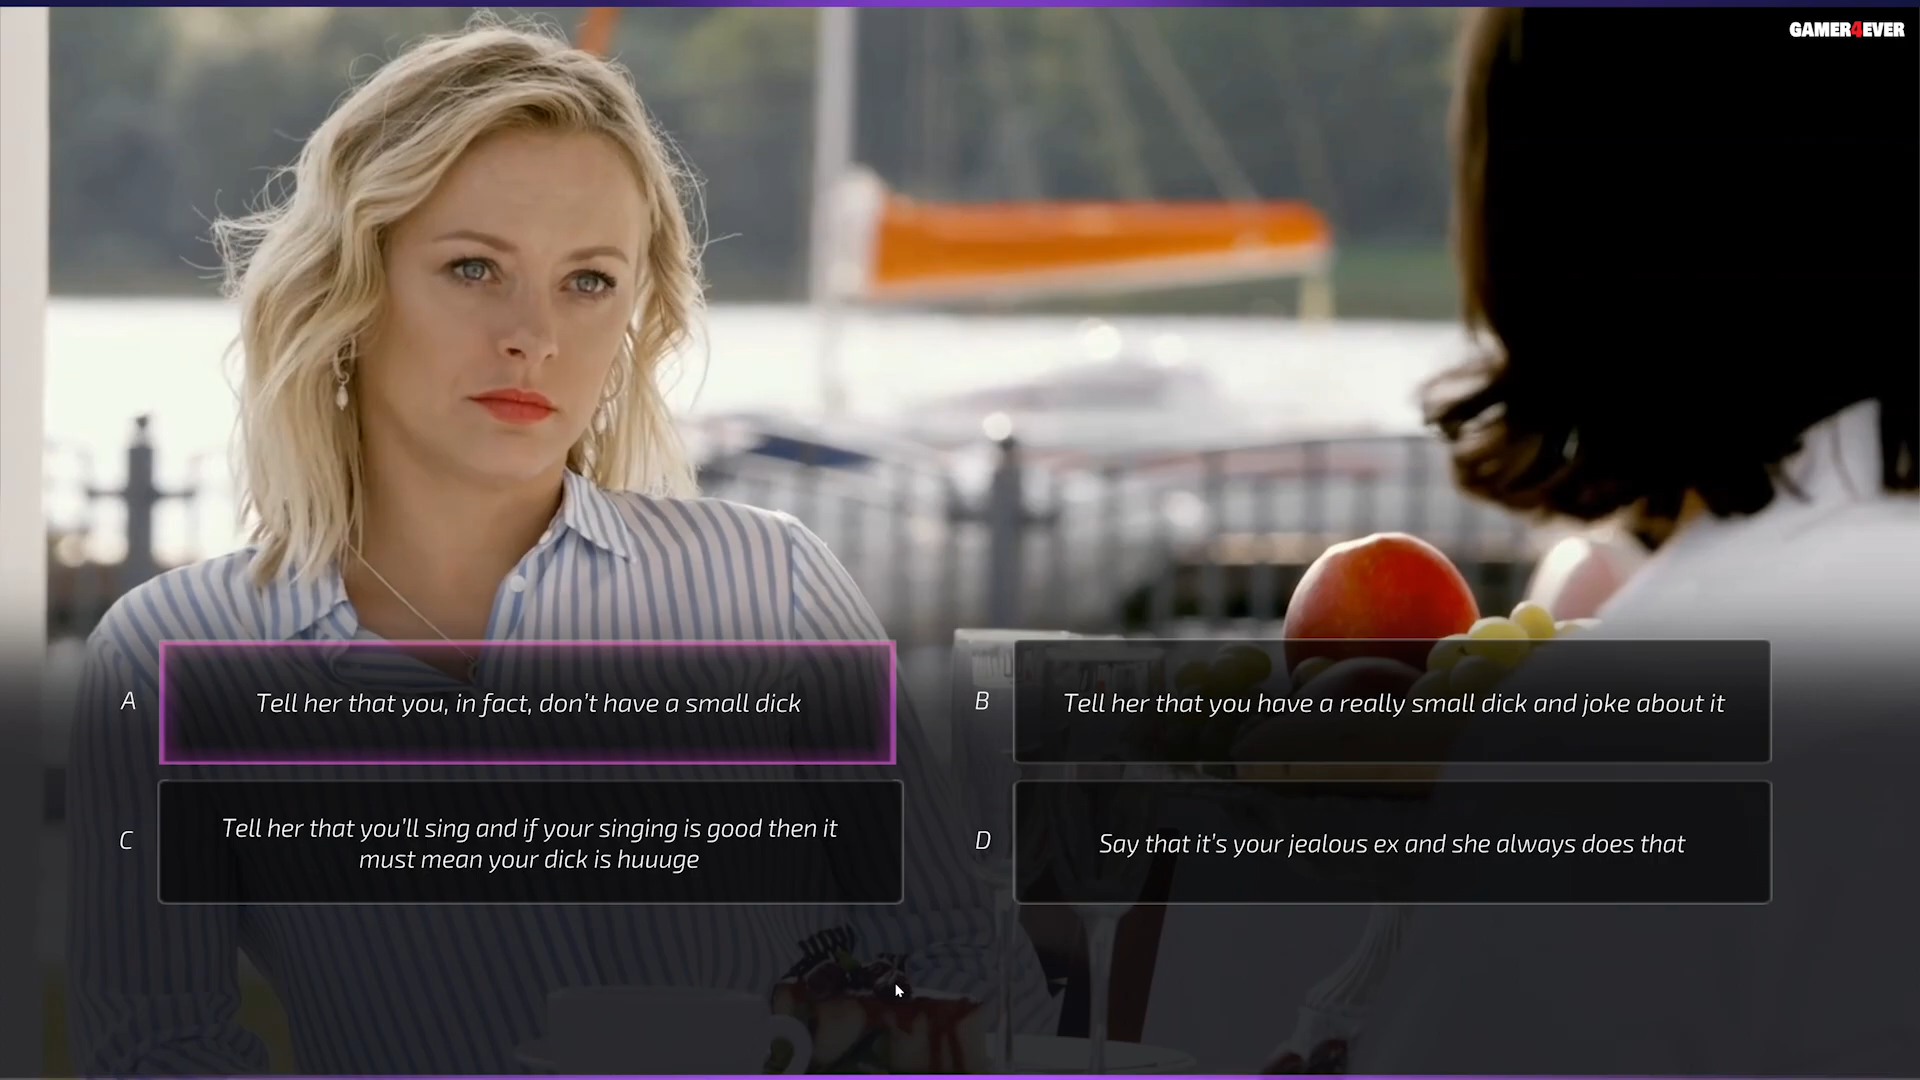 GAMER4EVER
A
Tell her that you, in fact, don't have a small dick
B
Tell her that you have a really small dick and joke about it
C
Tell her that you'll sing and if your singing is good then it
must mean your dick is huuuge
D
Say that it's your jealous ex and she always does that